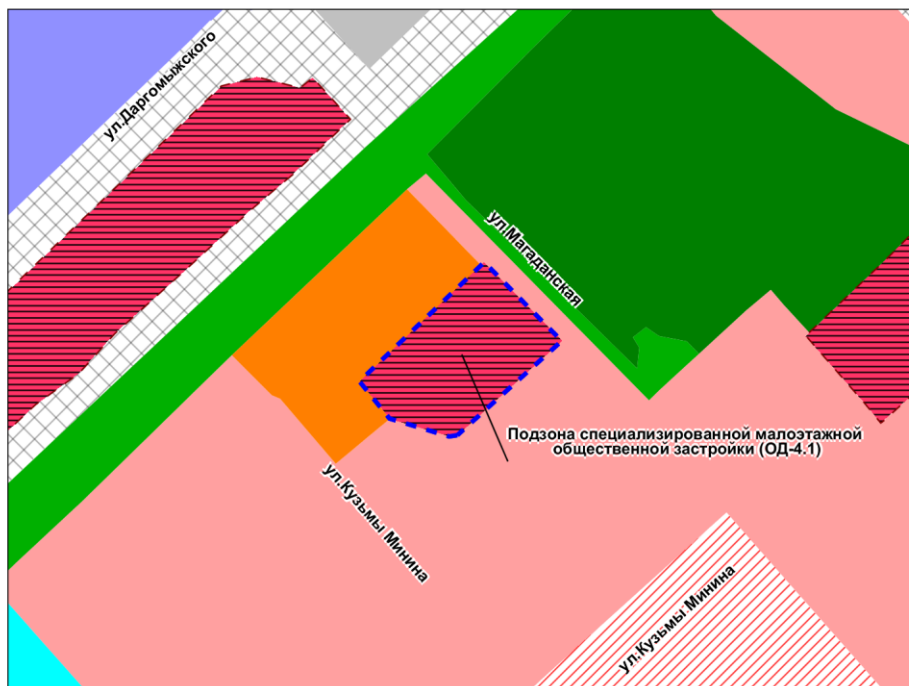 ул.Даргомыжского
ул.Магаданская
Подзона специализированной малоэтажной
общественной застройки (ОД-4.1)
ул.Кузьмы Минина
ул.Кузьмы Минина